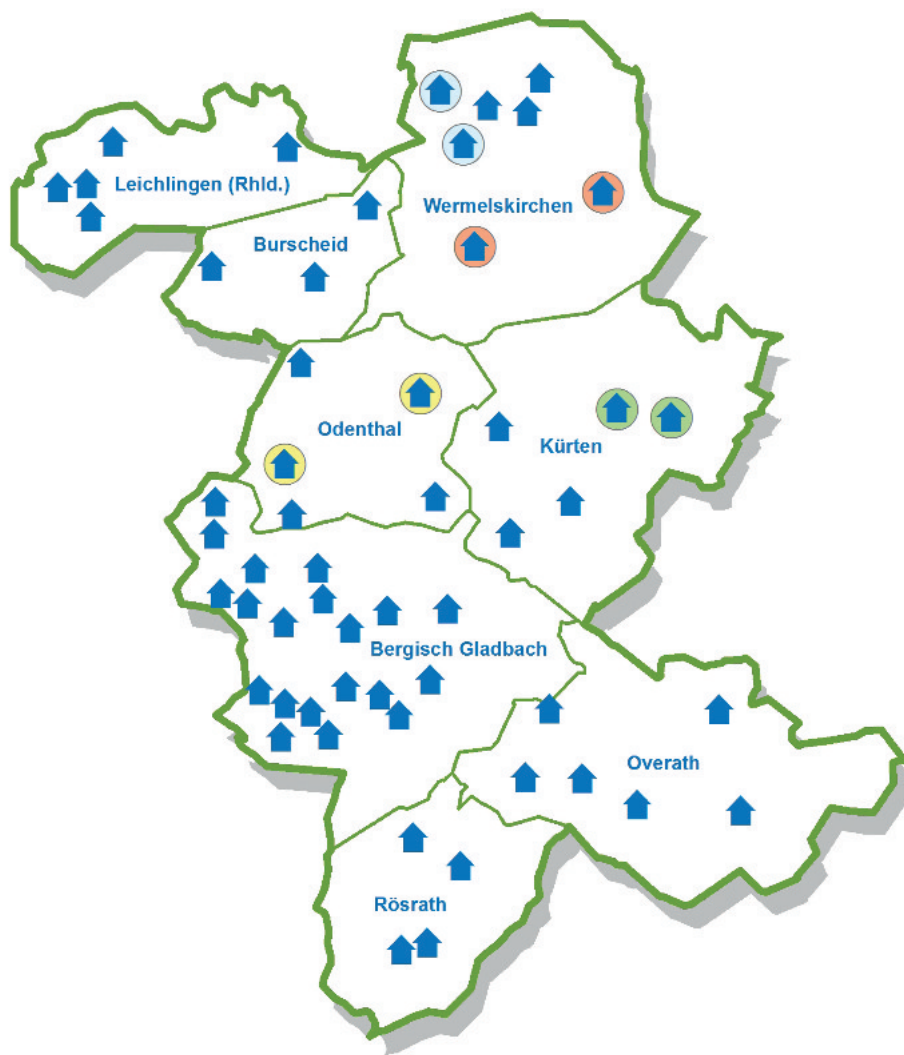 Leichlingen (Rhld.)
Wermelskirchen
Burscheid
Odenthal
Kürten
Bergisch Gladbach
Overath
Rösrath